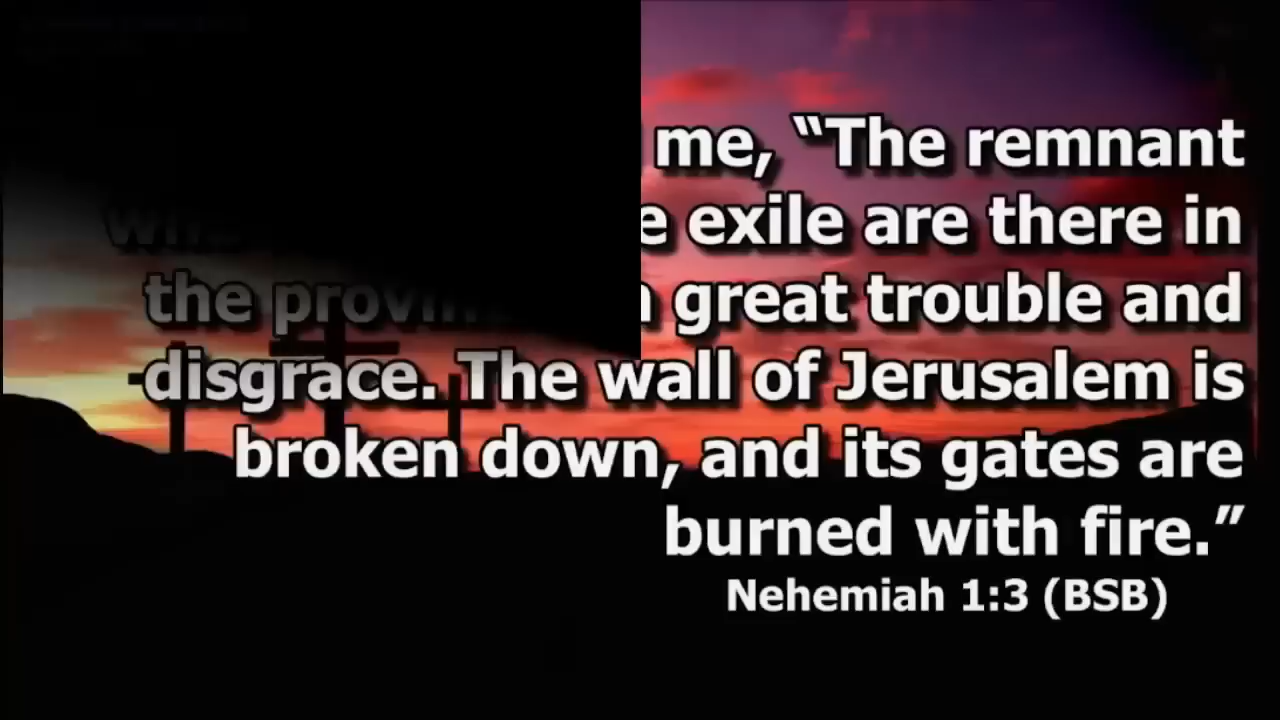 me, “The remnant
exile are there in
the great trouble and
disgrace. The wall of Jerusalem is
broken down, and its gates are
burned with fire.”
Nehemiah 1:3 (BSB)